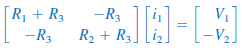 [R₁ + R₃  −R₃] [i₁] = [V₁]
[−R₃  R₂ + R₃] [i₂] = [−V₂]